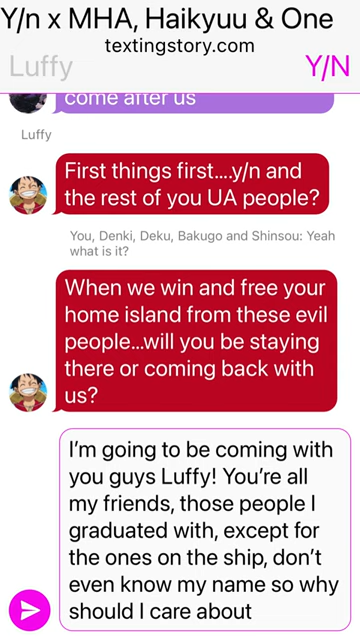 Y/n x MHA, Haikyuu & One
textingstory.com
Luffy
Y/N
come after us
Luffy
First things first....y/n and
the rest of you UA people?
You, Denki, Deku, Bakugo and Shinsou: Yeah
what is it?
When we win and free your
home island from these evil
people...will you be staying
there or coming back with
us?
I'm going to be coming with
you guys Luffy! You're all
my friends, those people I
graduated with, except for
the ones on the ship, don't
even know my name so why
should I care about